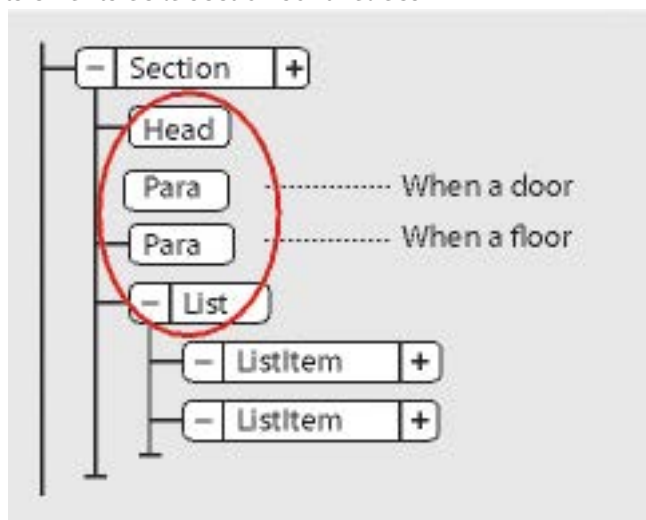 − Section +
Head
Para When a door
Para When a floor
− List
− ListItem +
− ListItem +